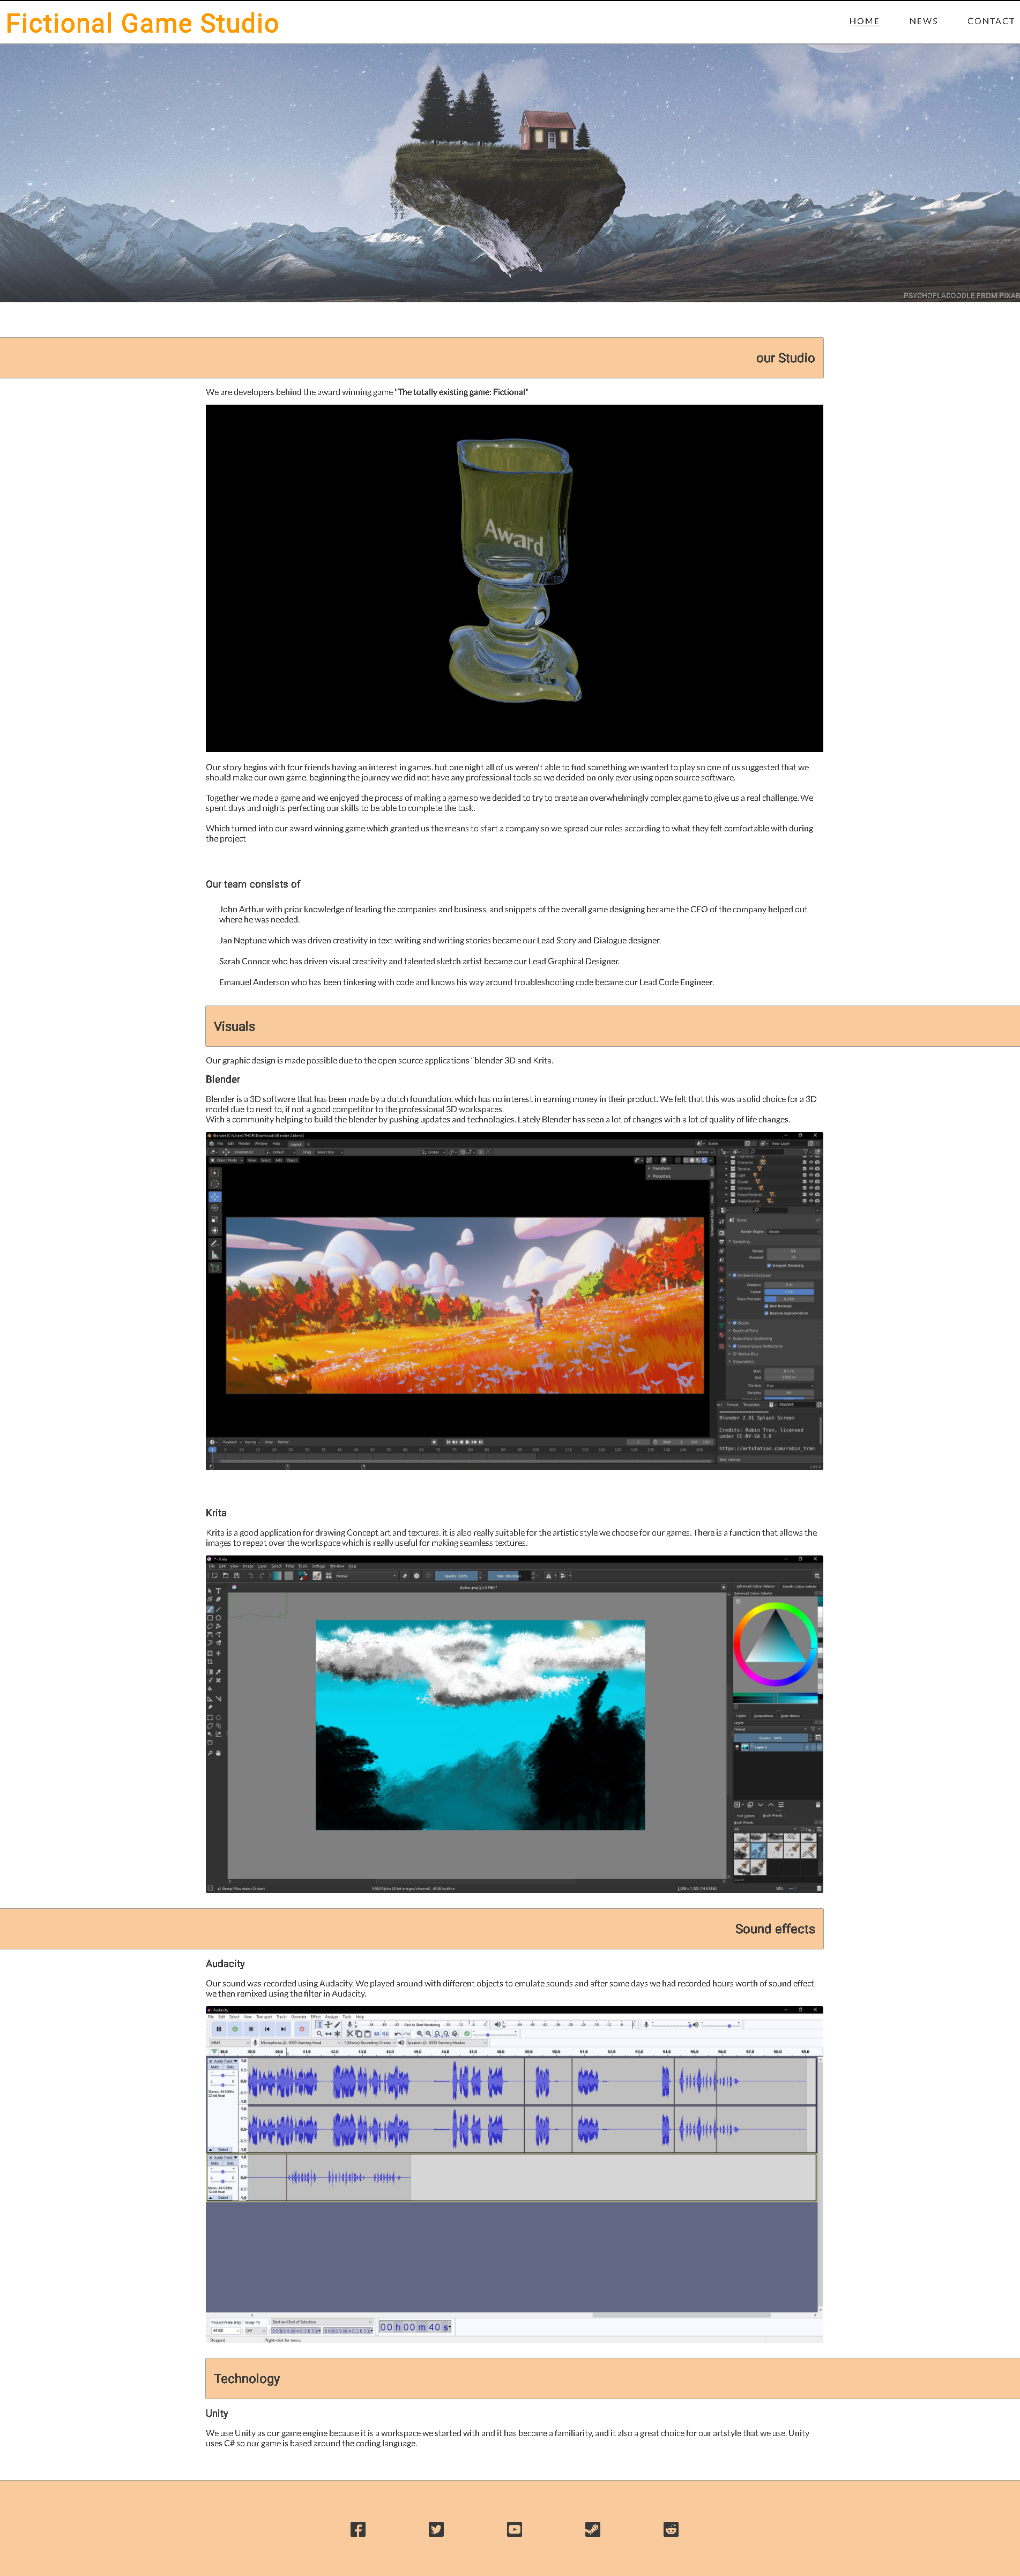 Fictional Game Studio
HOME NEWS CONTACT
PSYCHOFLADOODLE FROM PIXAB
our Studio
We are developers behind the award winning game "The totally existing game: Fictional"
Award
Our story begins with four friends having an interest in games. but one night all of us weren't able to find something we wanted to play so one of us suggested that we
should make our own game. beginning the journey we did not have any professional tools so we decided on only ever using open source software.
Together we made a game and we enjoyed the process of making a game so we decided to try to create an overwhelmingly complex game to give us a real challenge. We
spent days and nights perfecting our skills to be able to complete the task.
Which turned into our award winning game which granted us the means to start a company so we spread our roles according to what they felt comfortable with during
the project
Our team consists of
John Arthur with prior knowledge of leading the companies and business, and snippets of the overall game designing became the CEO of the company helped out
where he was needed.
Jan Neptune which was driven creativity in text writing and writing stories became our Lead Story and Dialogue designer.
Sarah Connor who has driven visual creativity and talented sketch artist became our Lead Graphical Designer.
Emanuel Anderson who has been tinkering with code and knows his way around troubleshooting code became our Lead Code Engineer.
Visuals
Our graphic design is made possible due to the open source applications "blender 3D and Krita.
Blender
Blender is a 3D software that has been made by a dutch foundation. which has no interest in earning money in their product. We felt that this was a solid choice for a 3D
model due to next to, if not a good competitor to the professional 3D workspaces.
With a community helping to build the blender by pushing updates and technologies. Lately Blender has seen a lot of changes with a lot of quality of life changes.
Blender 2.91 Splash Screen
Credits: Robin Tran, licensed
under CC-BY-SA 3.0
https://artstation.com/robin_tran
Krita
Krita is a good application for drawing Concept art and textures. it is also really suitable for the artistic style we choose for our games. There is a function that allows the
images to repeat over the workspace which is really useful for making seamless textures.
Sound effects
Audacity
Our sound was recorded using Audacity. We played around with different objects to emulate sounds and after some days we had recorded hours worth of sound effect
we then remixed using the filter in Audacity.
Audacity
00 h 00 m 40 s
Technology
Unity
We use Unity as our game engine because it is a workspace we started with and it has become a familiarity, and it also a great choice for our artstyle that we use. Unity
uses C# so our game is based around the coding language.